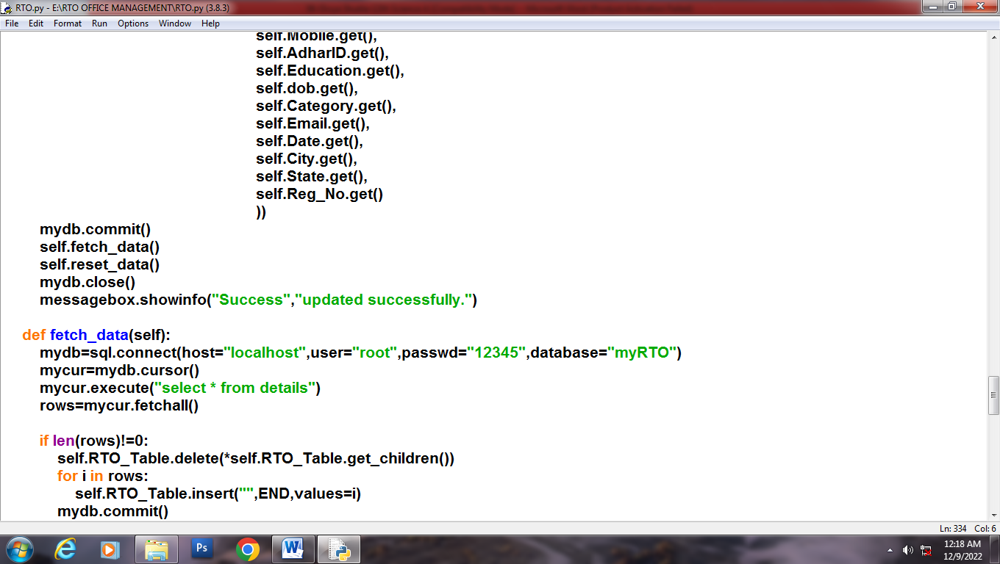 RTO.py - E:\RTO OFFICE MANAGEMENT\RTO.py (3.8.3)
File Edit Format Run Options Window Help
self.Mobile.get(),
self.AdharID.get(),
self.Education.get(),
self.dob.get(),
self.Category.get(),
self.Email.get(),
self.Date.get(),
self.City.get(),
self.State.get(),
self.Reg_No.get()
))
mydb.commit()
self.fetch_data()
self.reset_data()
mydb.close()
messagebox.showinfo("Success","updated successfully.")
def fetch_data(self):
mydb=sql.connect(host="localhost",user="root",passwd="12345",database="myRTO")
mycur=mydb.cursor()
mycur.execute("select * from details")
rows=mycur.fetchall()
if len(rows)!=0:
self.RTO_Table.delete(*self.RTO_Table.get_children())
for i in rows:
self.RTO_Table.insert("",END,values=i)
mydb.commit()
Ln: 334 Col: 6
Ps
W
12:18 AM
12/9/2022